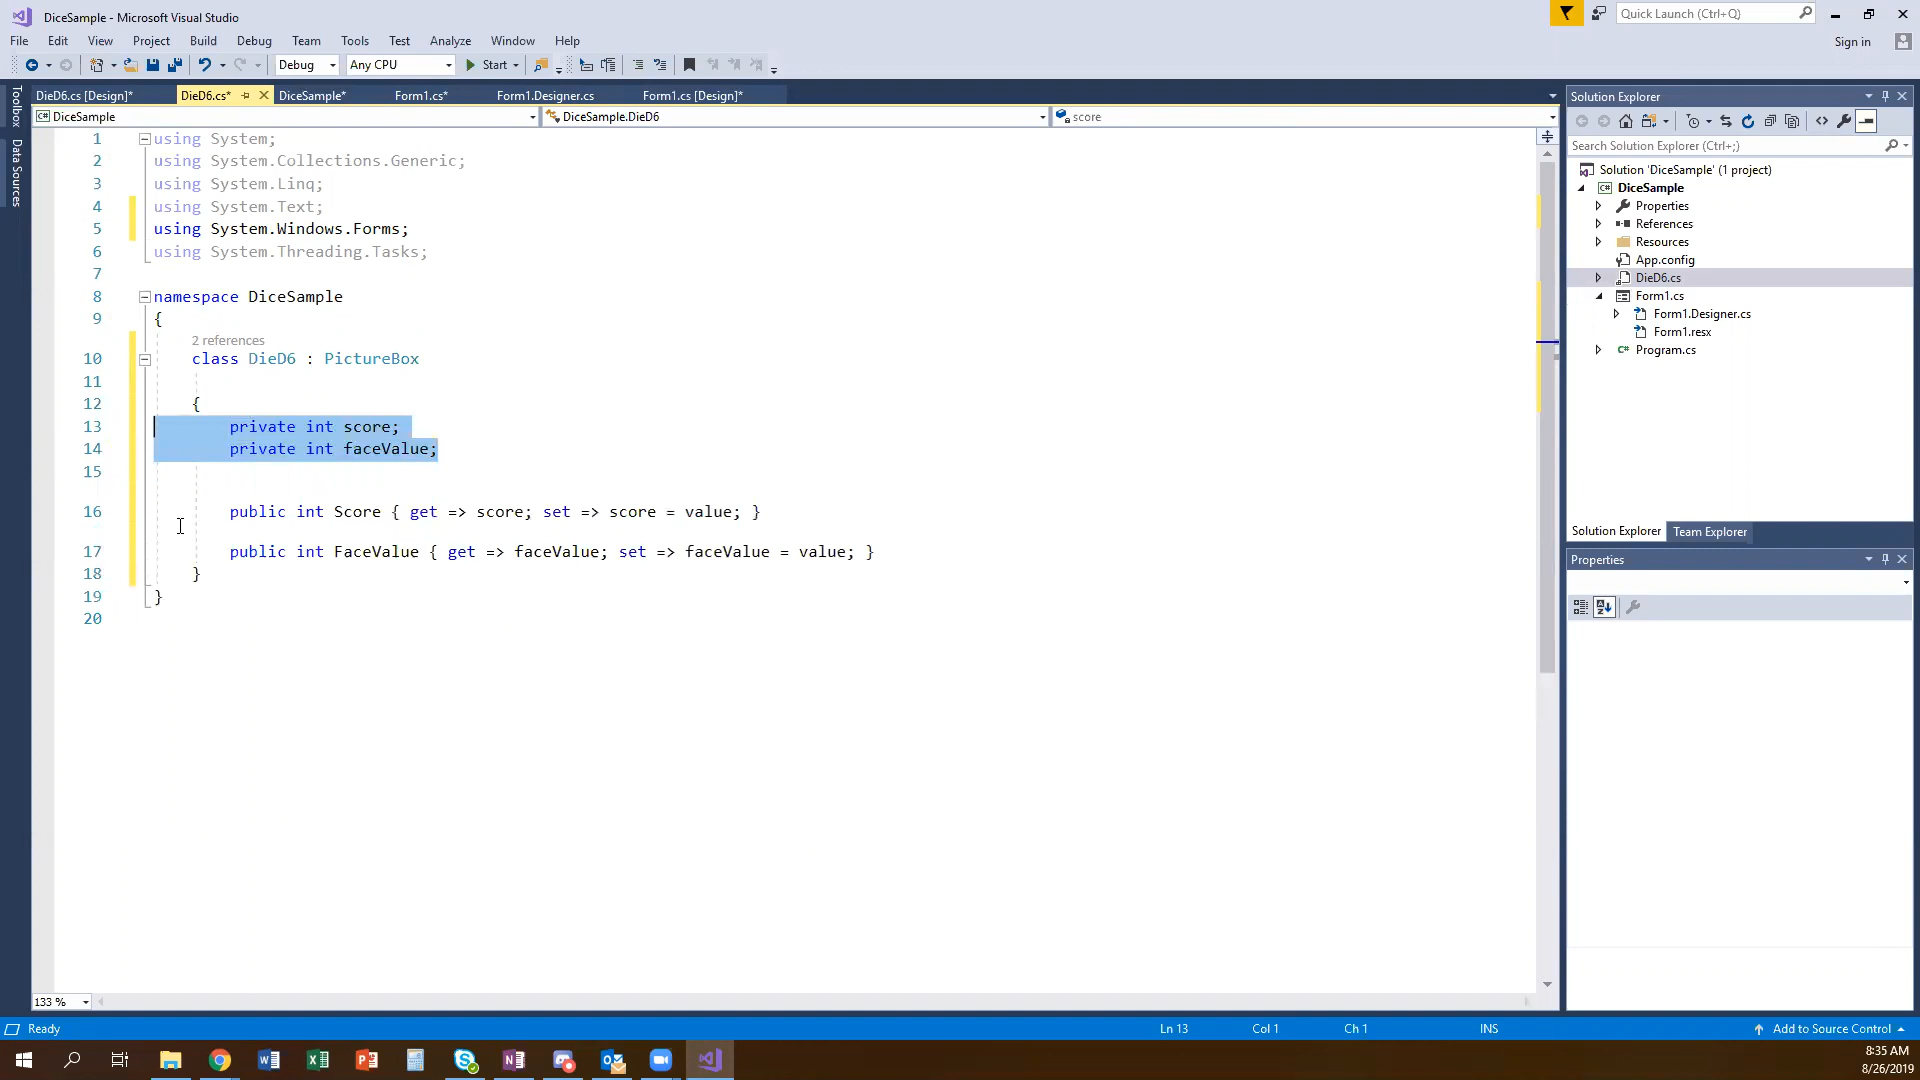 DiceSample - Microsoft Visual Studio
Quick Launch (Ctrl+Q)
File Edit View Project Build Debug Team Tools Test Analyze Window Help
Sign in
Debug Any CPU Start
Toolbox
Data Sources
DieD6.cs [Design]* DieD6.cs* DiceSample* Form1.cs* Form1.Designer.cs Form1.cs [Design]*
DiceSample DiceSample.DieD6 score
1 using System;
2 using System.Collections.Generic;
3 using System.Linq;
4 using System.Text;
5 using System.Windows.Forms;
6 using System.Threading.Tasks;
7
8 namespace DiceSample
9 {
2 references
10 class DieD6 : PictureBox
11
12 {
13 private int score;
14 private int faceValue;
15
16 public int Score { get => score; set => score = value; }
17 public int FaceValue { get => faceValue; set => faceValue = value; }
18 }
19 }
20
133 %
Solution Explorer
Search Solution Explorer (Ctrl+;)
Solution 'DiceSample' (1 project)
DiceSample
Properties
References
Resources
App.config
DieD6.cs
Form1.cs
Form1.Designer.cs
Form1.resx
Program.cs
Solution Explorer Team Explorer
Properties
Ready Ln 13 Col 1 Ch 1 INS Add to Source Control
8:35 AM
8/26/2019